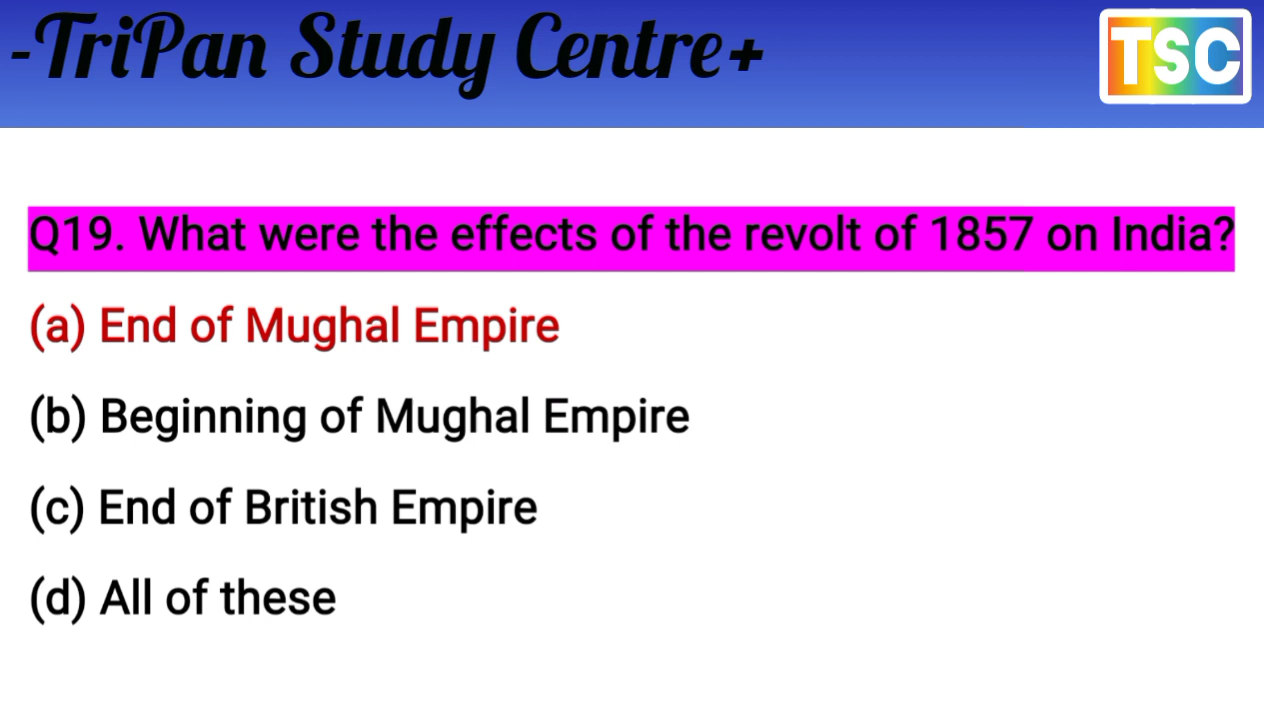 -TriPan Study Centre+
TSC
Q19. What were the effects of the revolt of 1857 on India?
(a) End of Mughal Empire
(b) Beginning of Mughal Empire
(c) End of British Empire
(d) All of these